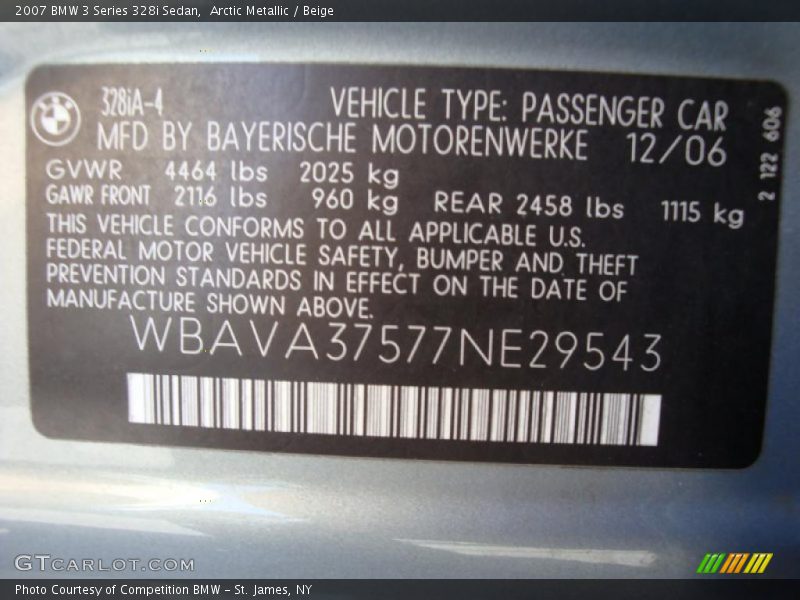 2007 BMW 3 Series 328i Sedan, Arctic Metallic / Beige
BMW
328iA-4
VEHICLE TYPE: PASSENGER CAR
MFD BY BAYERISCHE MOTORENWERKE 12/06
GVWR 4464 lbs 2025 kg
GAWR FRONT 2116 lbs 960 kg REAR 2458 lbs 1115 kg
THIS VEHICLE CONFORMS TO ALL APPLICABLE U.S.
FEDERAL MOTOR VEHICLE SAFETY, BUMPER AND THEFT
PREVENTION STANDARDS IN EFFECT ON THE DATE OF
MANUFACTURE SHOWN ABOVE.
WBAVA37577NE29543
2 122 606
GTCARLOT.COM
Photo Courtesy of Competition BMW – St. James, NY